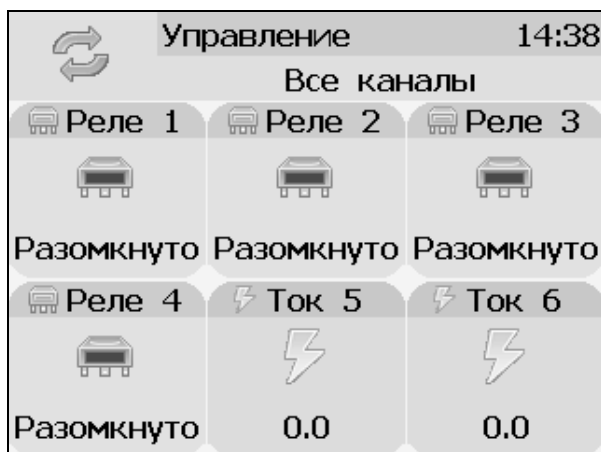 Управление 14:38
Все каналы
Реле 1 Реле 2 Реле 3
Разомкнуто Разомкнуто Разомкнуто
Реле 4 Ток 5 Ток 6
Разомкнуто 0.0 0.0